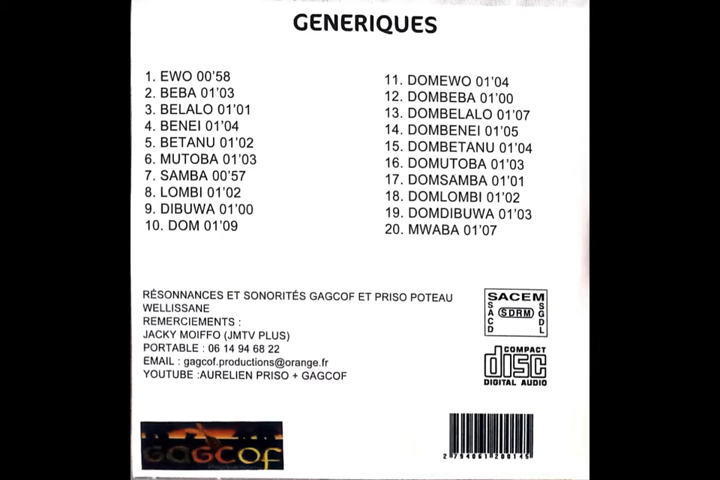 GENERIQUES
1. EWO 00'58
2. BEBA 01'03
3. BELALO 01'01
4. BENEI 01'04
5. BETANU 01'02
6. MUTOBA 01'03
7. SAMBA 00'57
8. LOMBI 01'02
9. DIBUWA 01'00
10. DOM 01'09
11. DOMEWO 01'04
12. DOMBEBA 01'00
13. DOMBELALO 01'07
14. DOMBENEI 01'05
15. DOMBETANU 01'04
16. DOMUTOBA 01'03
17. DOMSAMBA 01'01
18. DOMLOMBI 01'02
19. DOMDIBUWA 01'03
20. MWABA 01'07
RÉSONNANCES ET SONORITÉS GAGCOF ET PRISO POTEAU
WELLISSANE
REMERCIEMENTS :
JACKY MOIFFO (JMTV PLUS)
PORTABLE : 06 14 94 68 22
EMAIL : gagcof.productions@orange.fr
YOUTUBE :AURELIEN PRISO + GAGCOF
SACEM
SACD
SDRM
SGDL
COMPACT
disc
DIGITAL AUDIO
GAGCOF
2 794061 200145